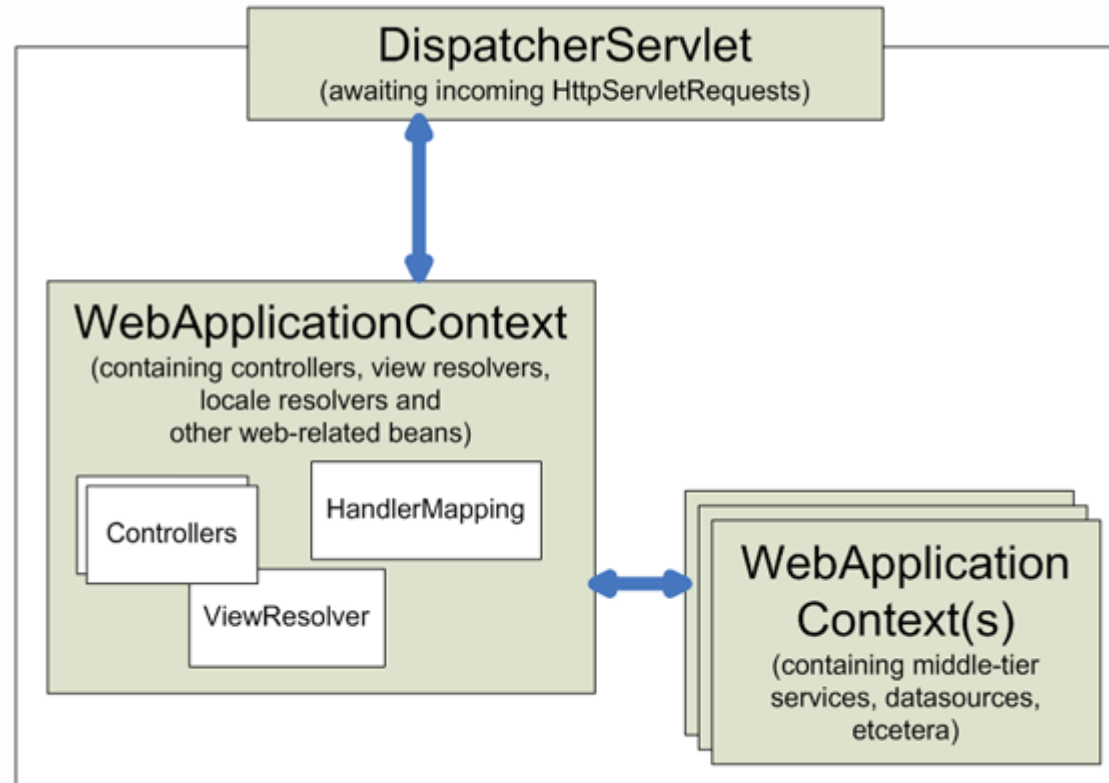 DispatcherServlet
(awaiting incoming HttpServletRequests)
WebApplicationContext
(containing controllers, view resolvers,
locale resolvers and
other web-related beans)
HandlerMapping
Controllers
ViewResolver
WebApplication
Context(s)
(containing middle-tier
services, datasources,
etcetera)